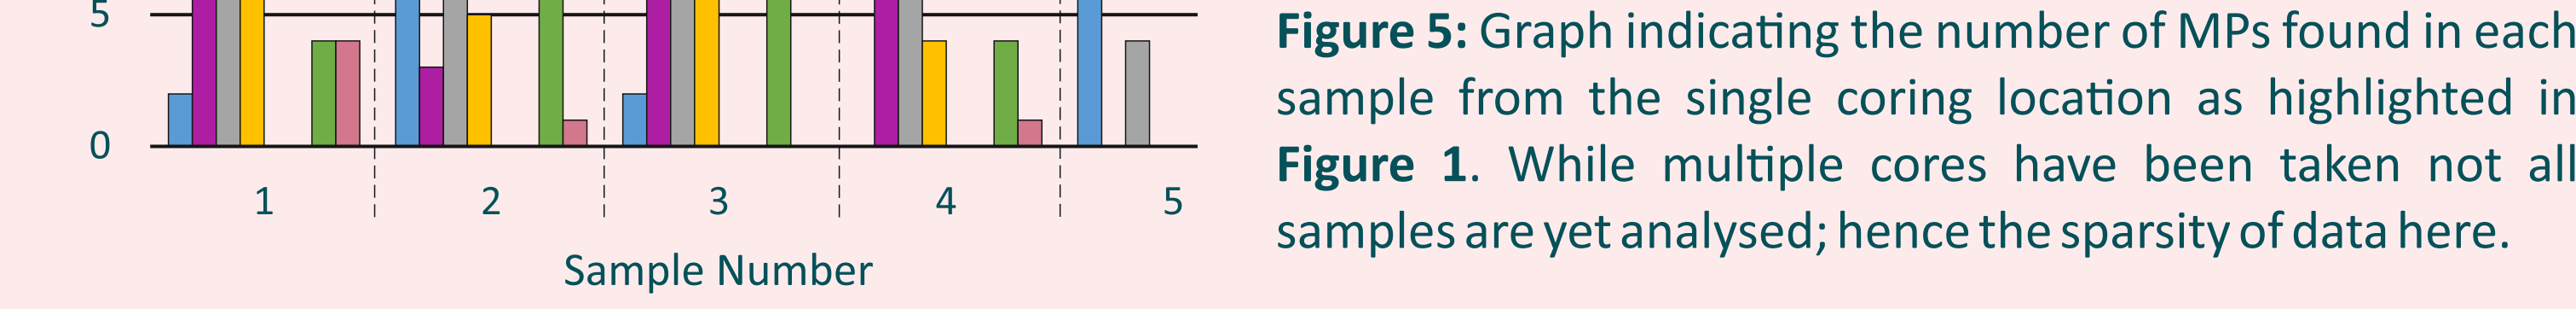 5
0
1 2 3 4 5
Sample Number
Figure 5: Graph indicating the number of MPs found in each
sample from the single coring location as highlighted in
Figure 1. While multiple cores have been taken not all
samples are yet analysed; hence the sparsity of data here.